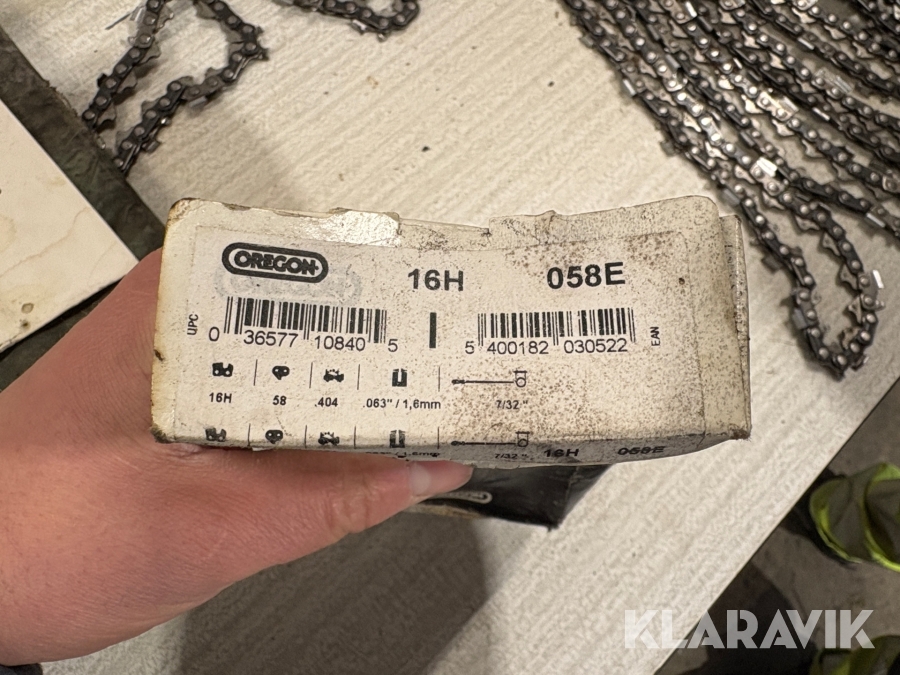 OREGON
16H
058E
UPC
0 36577 10840 5
5 400182 030522
EAN
16H
58
.404
.063" / 1,6mm
7/32"
7/32"
16H
058E
KLARAVIK